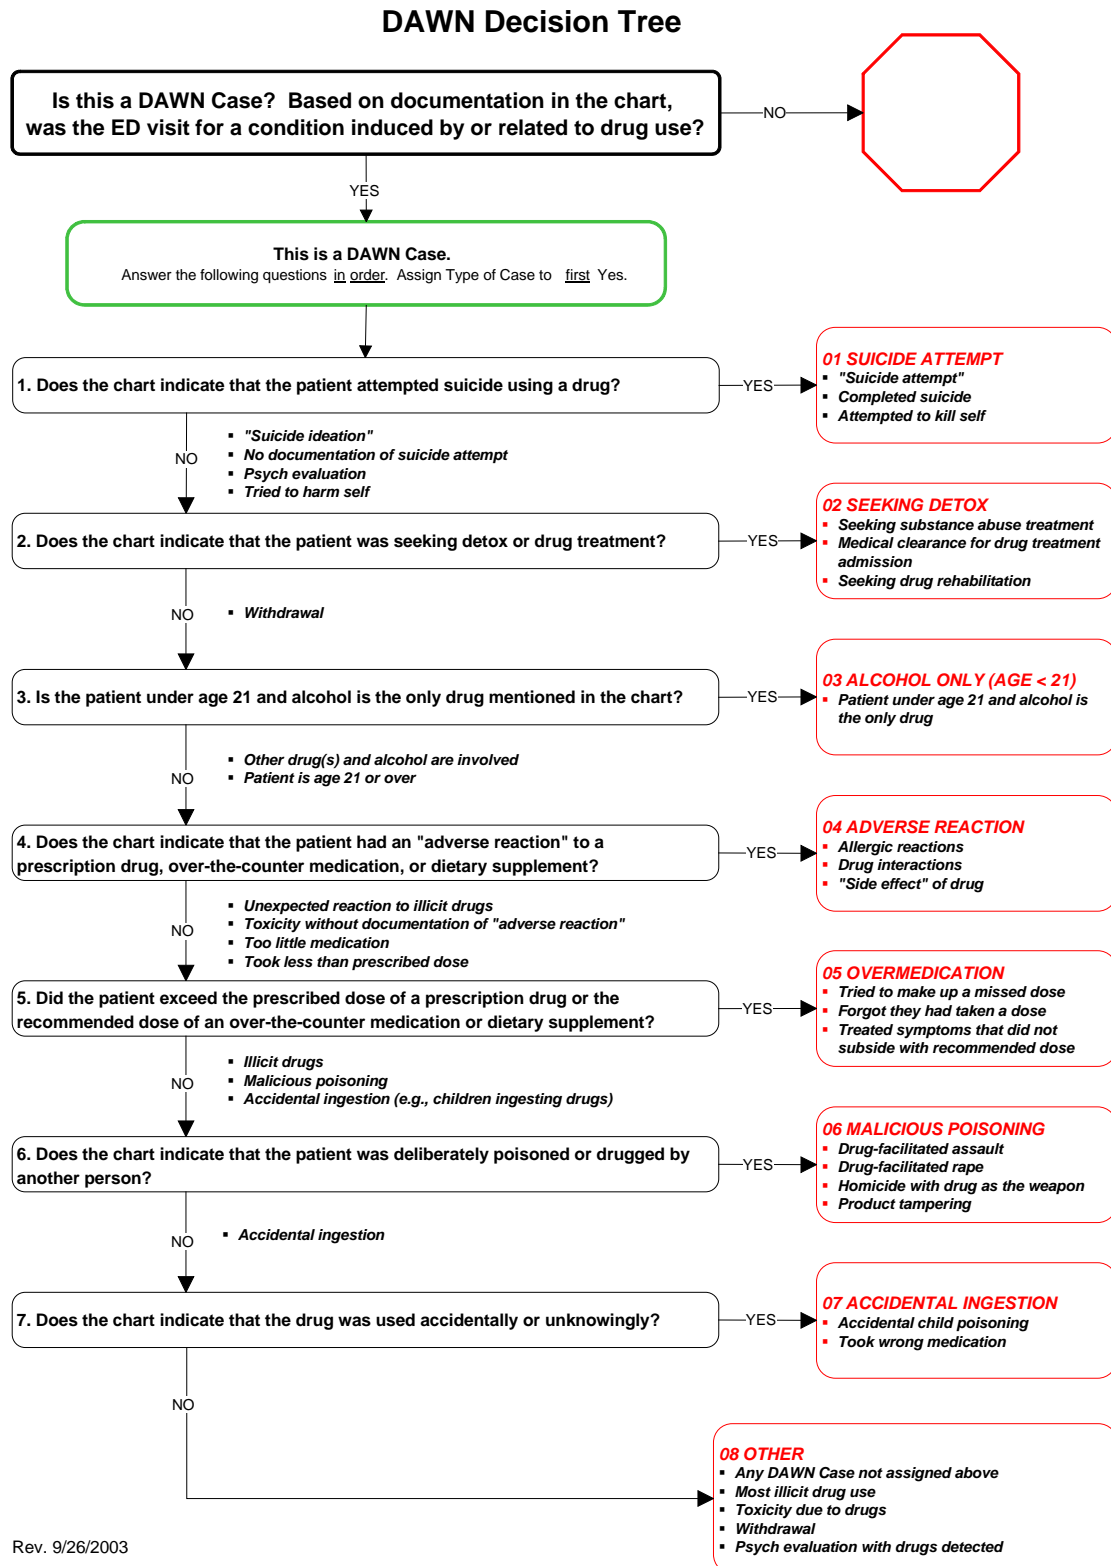 DAWN Decision Tree
Is this a DAWN Case?  Based on documentation in the chart,
was the ED visit for a condition induced by or related to drug use?
NO
YES
This is a DAWN Case.
Answer the following questions in order. Assign Type of Case to first Yes.
1. Does the chart indicate that the patient attempted suicide using a drug?
YES
01 SUICIDE ATTEMPT
▪ "Suicide attempt"
▪ Completed suicide
▪ Attempted to kill self
NO
▪ "Suicide ideation"
▪ No documentation of suicide attempt
▪ Psych evaluation
▪ Tried to harm self
2. Does the chart indicate that the patient was seeking detox or drug treatment?
YES
02 SEEKING DETOX
▪ Seeking substance abuse treatment
▪ Medical clearance for drug treatment
admission
▪ Seeking drug rehabilitation
NO
▪ Withdrawal
3. Is the patient under age 21 and alcohol is the only drug mentioned in the chart?
YES
03 ALCOHOL ONLY (AGE < 21)
▪ Patient under age 21 and alcohol is
the only drug
NO
▪ Other drug(s) and alcohol are involved
▪ Patient is age 21 or over
4. Does the chart indicate that the patient had an "adverse reaction" to a
prescription drug, over-the-counter medication, or dietary supplement?
YES
04 ADVERSE REACTION
▪ Allergic reactions
▪ Drug interactions
▪ "Side effect" of drug
NO
▪ Unexpected reaction to illicit drugs
▪ Toxicity without documentation of "adverse reaction"
▪ Too little medication
▪ Took less than prescribed dose
5. Did the patient exceed the prescribed dose of a prescription drug or the
recommended dose of an over-the-counter medication or dietary supplement?
YES
05 OVERMEDICATION
▪ Tried to make up a missed dose
▪ Forgot they had taken a dose
▪ Treated symptoms that did not
subside with recommended dose
NO
▪ Illicit drugs
▪ Malicious poisoning
▪ Accidental ingestion (e.g., children ingesting drugs)
6. Does the chart indicate that the patient was deliberately poisoned or drugged by
another person?
YES
06 MALICIOUS POISONING
▪ Drug-facilitated assault
▪ Drug-facilitated rape
▪ Homicide with drug as the weapon
▪ Product tampering
NO
▪ Accidental ingestion
7. Does the chart indicate that the drug was used accidentally or unknowingly?
YES
07 ACCIDENTAL INGESTION
▪ Accidental child poisoning
▪ Took wrong medication
NO
08 OTHER
▪ Any DAWN Case not assigned above
▪ Most illicit drug use
▪ Toxicity due to drugs
▪ Withdrawal
▪ Psych evaluation with drugs detected
Rev. 9/26/2003